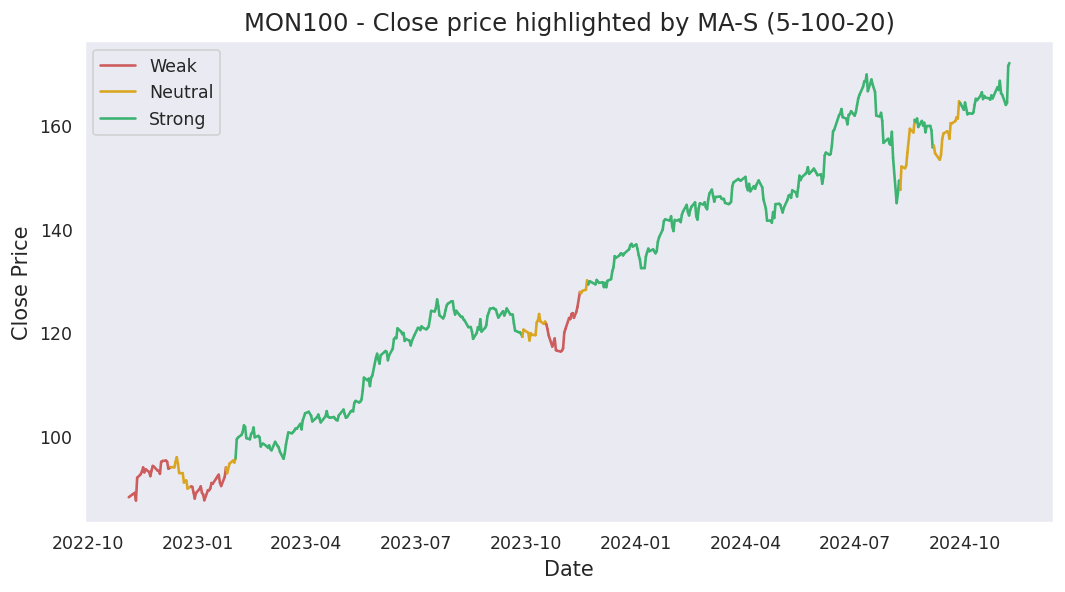 MON100 - Close price highlighted by MA-S (5-100-20)
Weak
Neutral
Strong
160
140
120
100
Close Price
2022-10 2023-01 2023-04 2023-07 2023-10 2024-01 2024-04 2024-07 2024-10
Date